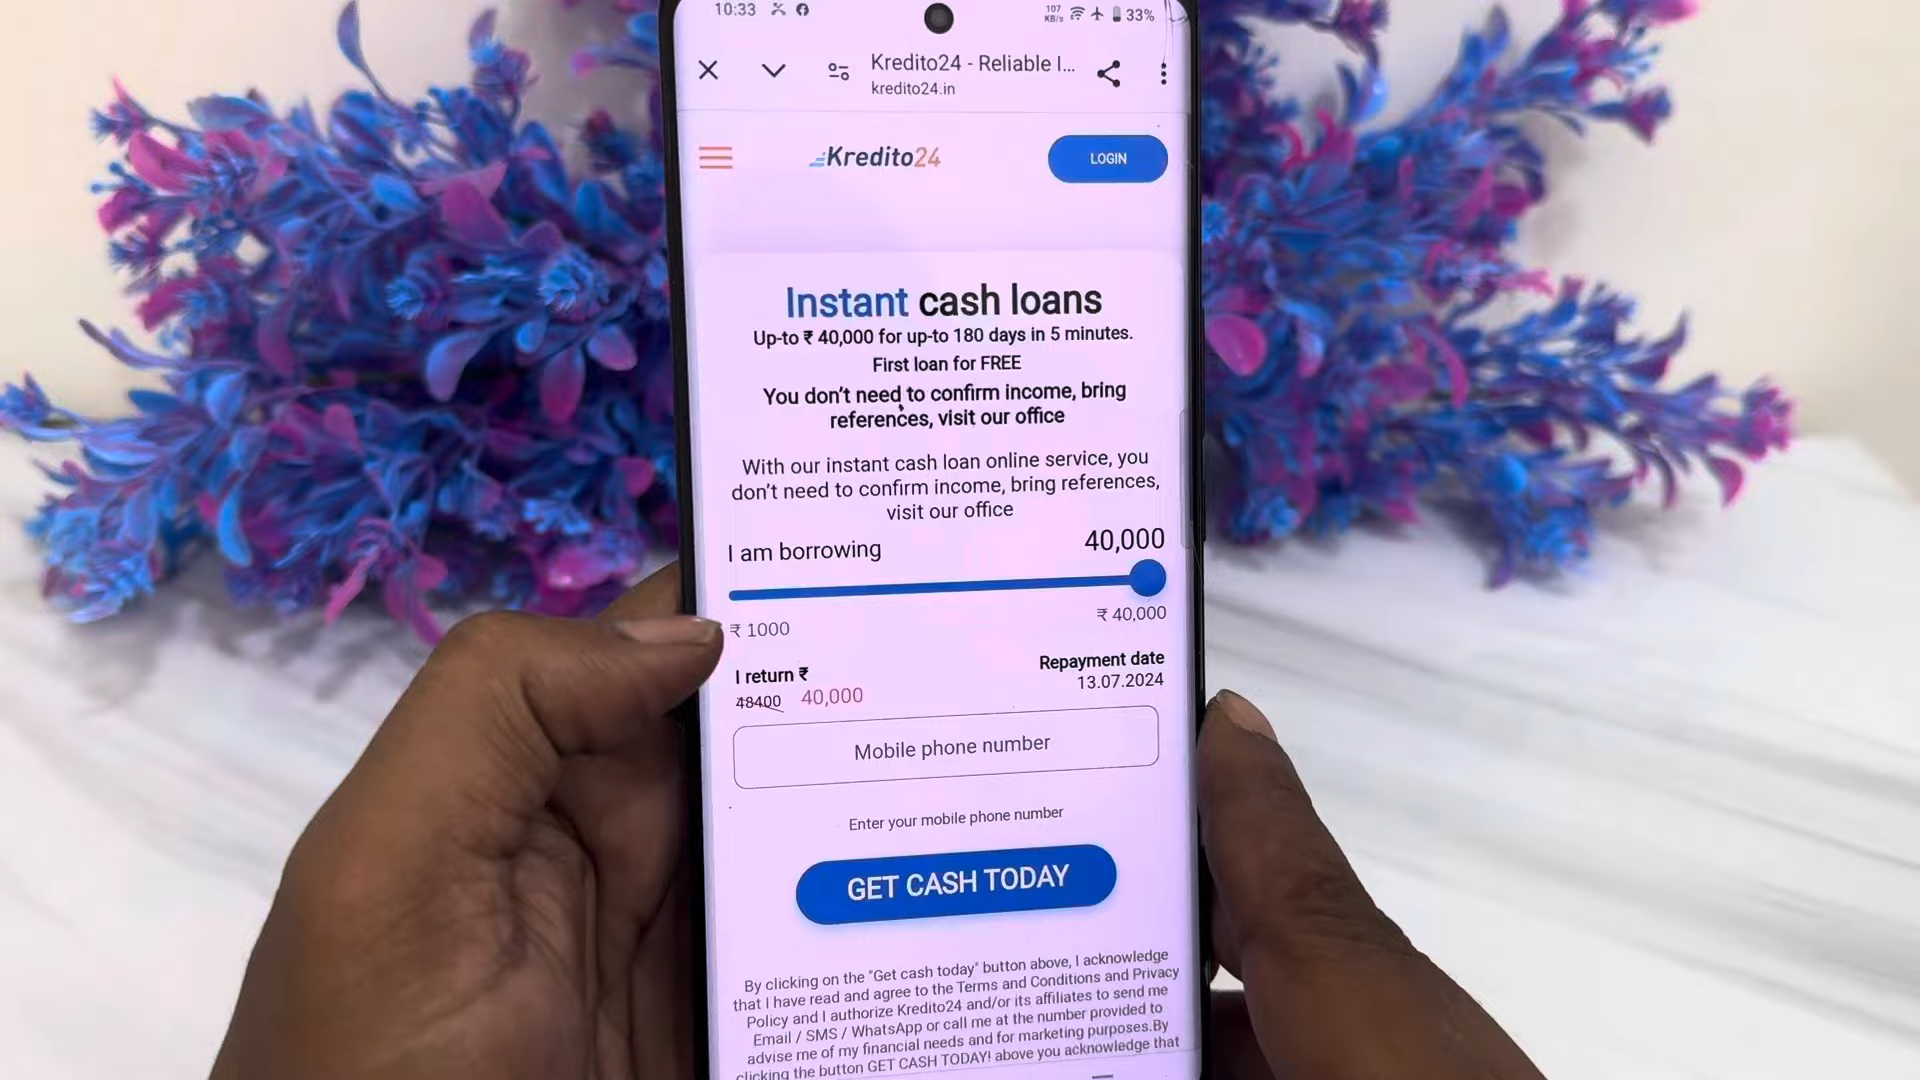 10:33
107 KB/s
33%
Kredito24 - Reliable I...
kredito24.in
Kredito24
LOGIN
Instant cash loans
Up-to ₹ 40,000 for up-to 180 days in 5 minutes.
First loan for FREE
You don't need to confirm income, bring
references, visit our office
With our instant cash loan online service, you
don't need to confirm income, bring references,
visit our office
I am borrowing
40,000
₹ 1000
₹ 40,000
I return ₹
Repayment date
48400 40,000
13.07.2024
Mobile phone number
Enter your mobile phone number
GET CASH TODAY
By clicking on the "Get cash today" button above, I acknowledge
that I have read and agree to the Terms and Conditions and Privacy
Policy and I authorize Kredito24 and/or its affiliates to send me
Email / SMS / WhatsApp or call me at the number provided to
advise me of my financial needs and for marketing purposes.By
clicking the button GET CASH TODAY! above you acknowledge that